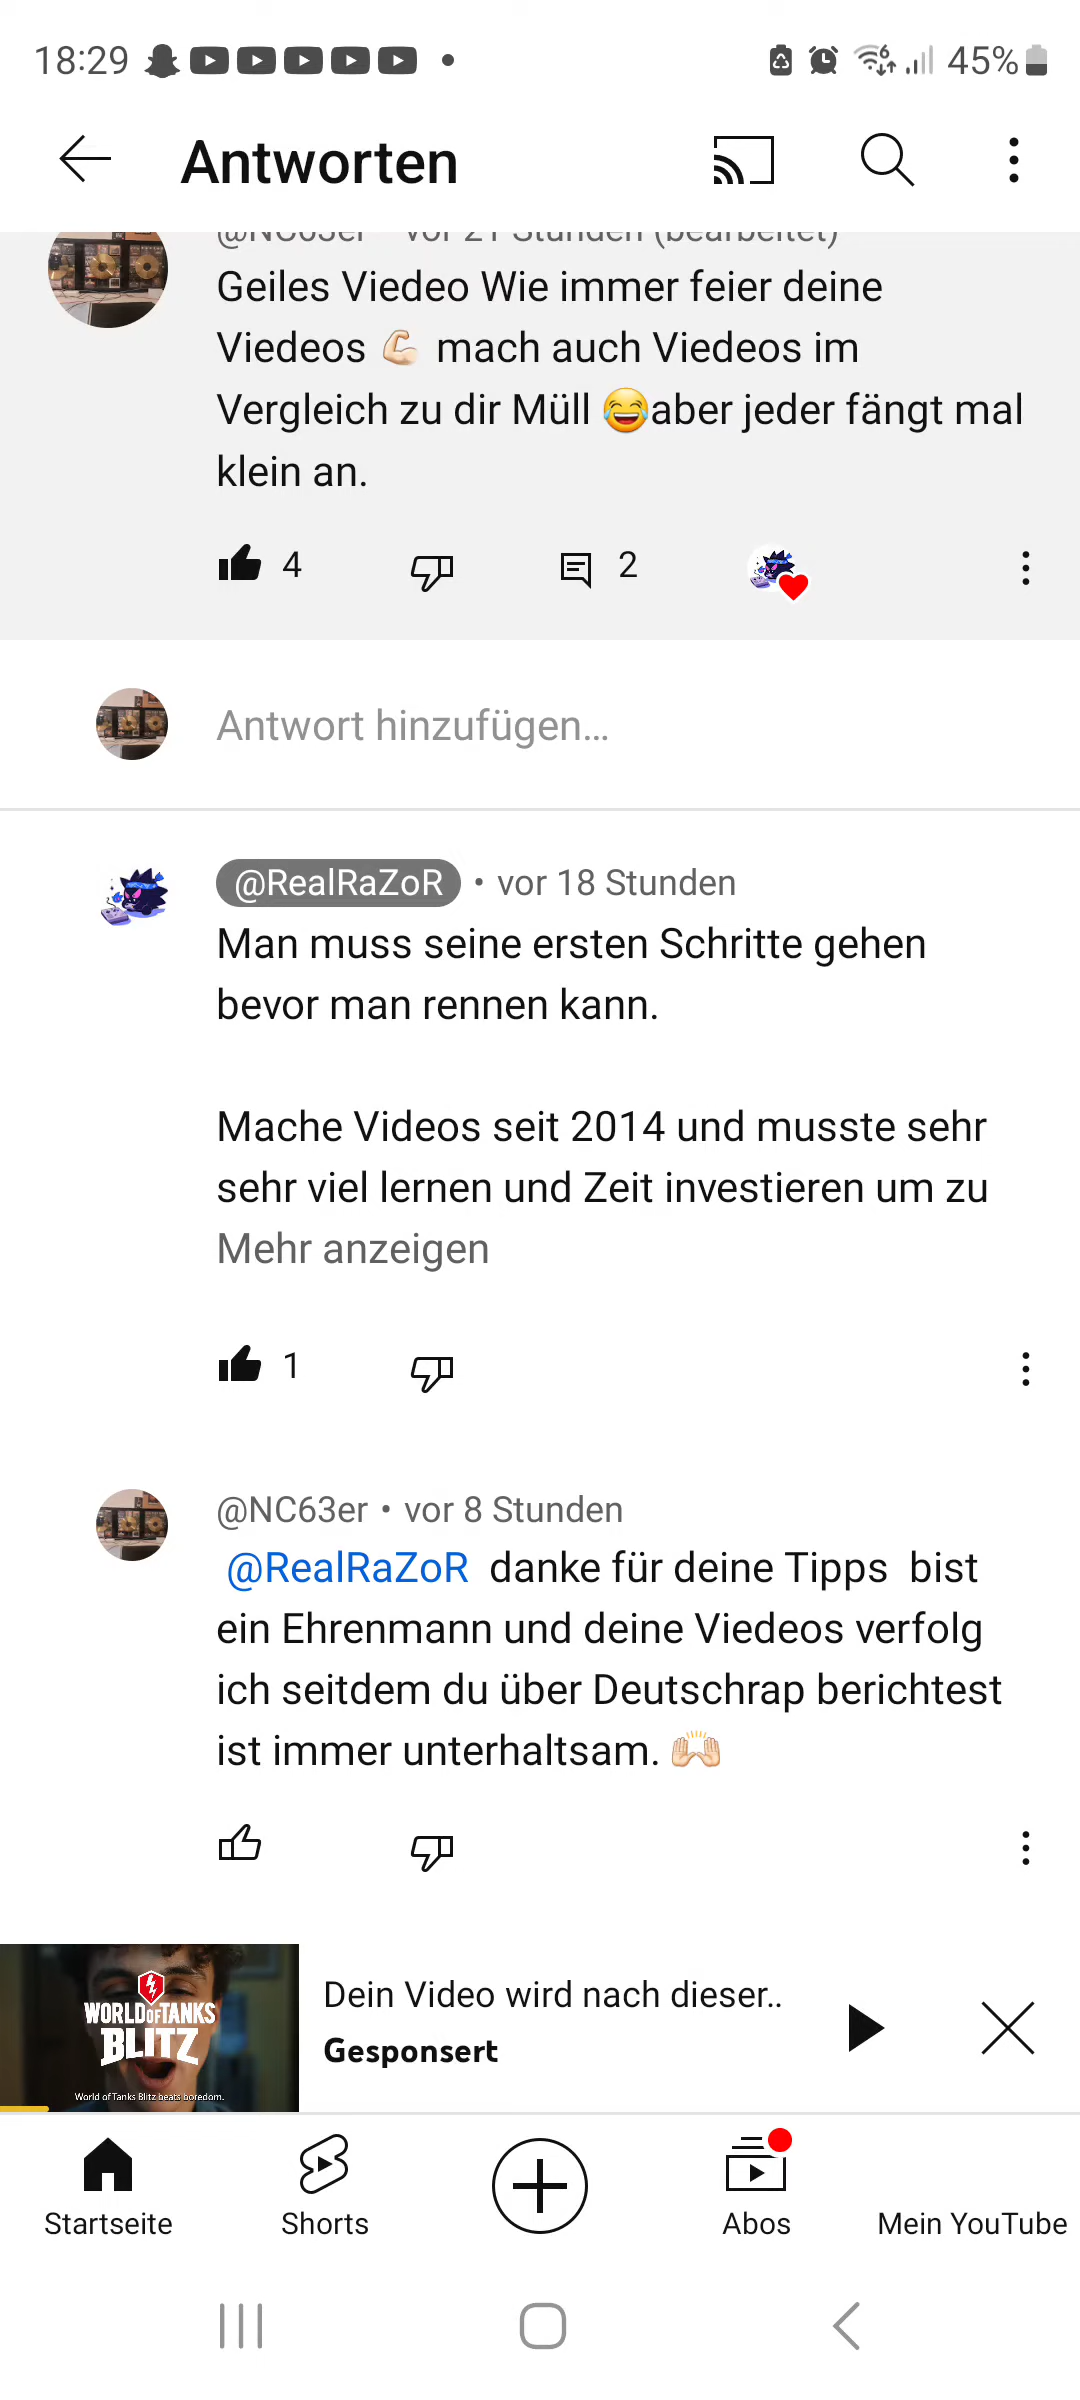 18:29
45%
Antworten
@NC63er · vor 21 Stunden (bearbeitet)
Geiles Viedeo Wie immer feier deine
Viedeos 💪🏻 mach auch Viedeos im
Vergleich zu dir Müll 😂aber jeder fängt mal
klein an.
4
2
Antwort hinzufügen...
@RealRaZoR • vor 18 Stunden
Man muss seine ersten Schritte gehen
bevor man rennen kann.
Mache Videos seit 2014 und musste sehr
sehr viel lernen und Zeit investieren um zu
Mehr anzeigen
1
@NC63er • vor 8 Stunden
@RealRaZoR danke für deine Tipps bist
ein Ehrenmann und deine Viedeos verfolg
ich seitdem du über Deutschrap berichtest
ist immer unterhaltsam. 🙌🏻
WORLD OF TANKS
BLITZ
World of Tanks Blitz beats boredom.
Dein Video wird nach dieser..
Gesponsert
Startseite
Shorts
Abos
Mein YouTube